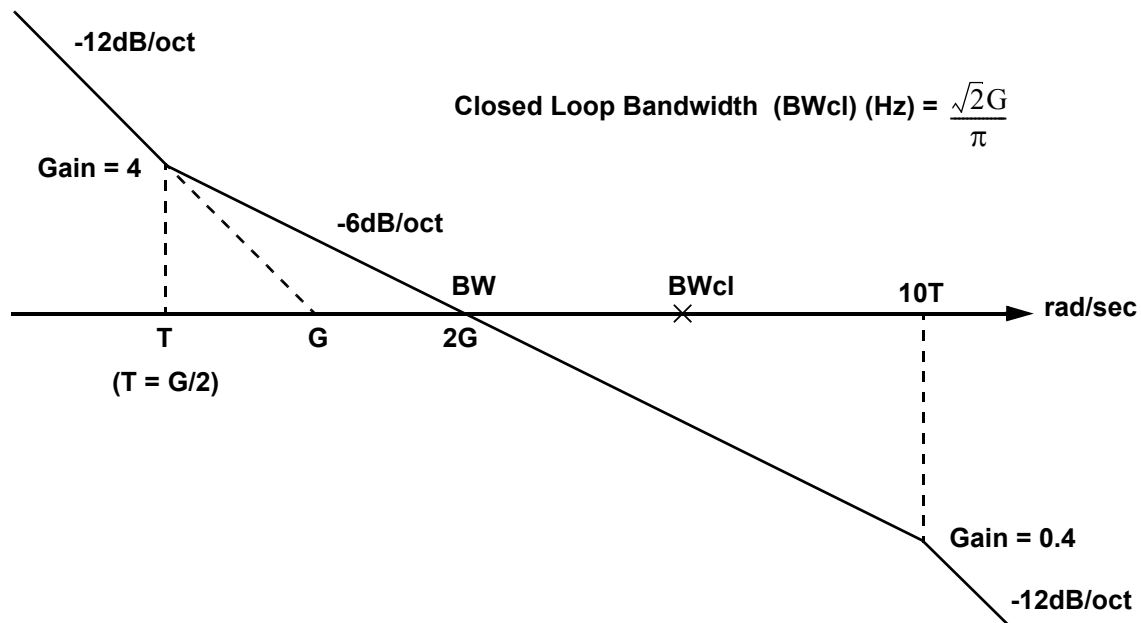 -12dB/oct
Closed Loop Bandwidth (BWcl) (Hz) = √2G / π
Gain = 4
-6dB/oct
BW
BWcl
10T
rad/sec
T
G
2G
(T = G/2)
Gain = 0.4
-12dB/oct